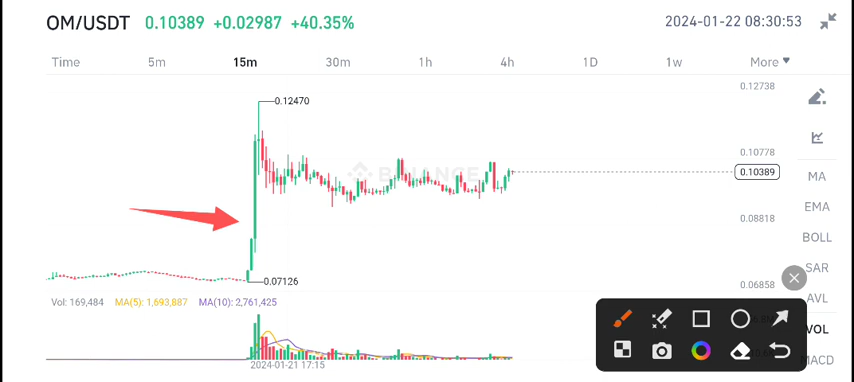 OM/USDT 0.10389 +0.02987 +40.35% 2024-01-22 08:30:53
Time 5m 15m 30m 1h 4h 1D 1w More
0.12738
0.12470
0.10778
BINANCE
0.10389
MA
EMA
0.08818
BOLL
SAR
0.07126
0.06858
AVL
Vol: 169,484 MA(5): 1,693,887 MA(10): 2,761,425
VOL
MACD
2024-01-21 17:15